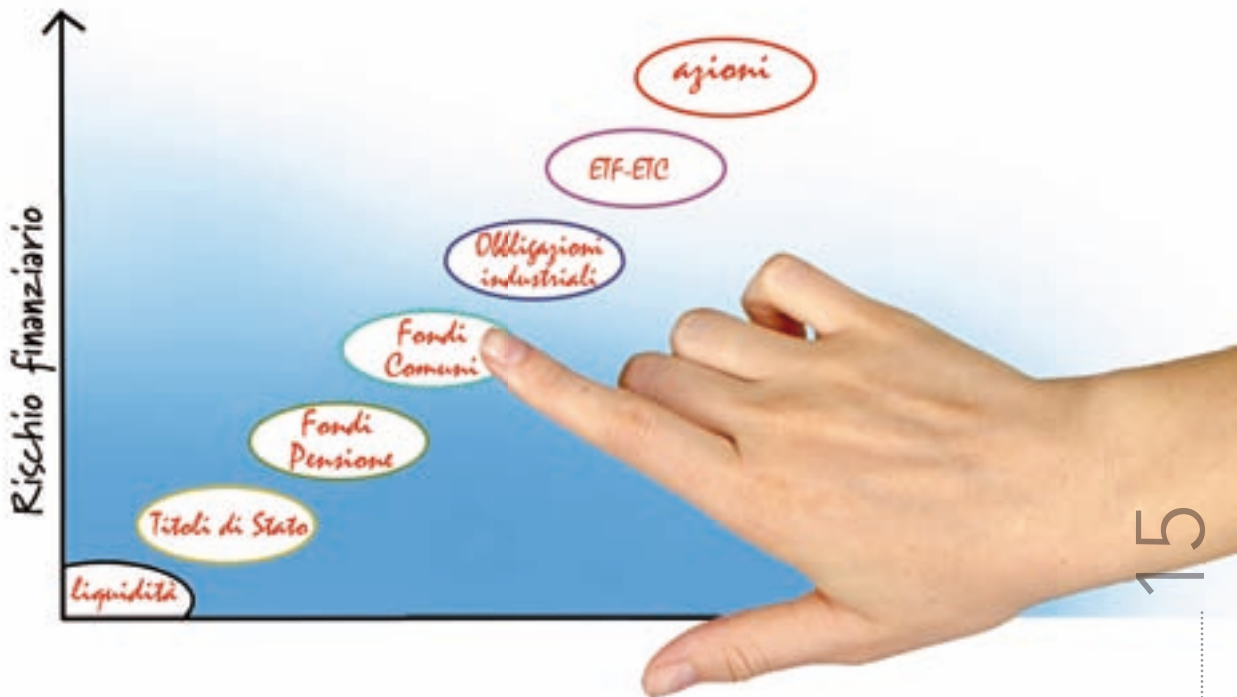 Rischio finanziario
azioni
ETF-ETC
Obbligazioni
industriali
Fondi
Comuni
Fondi
Pensione
Titoli di Stato
liquidità
15